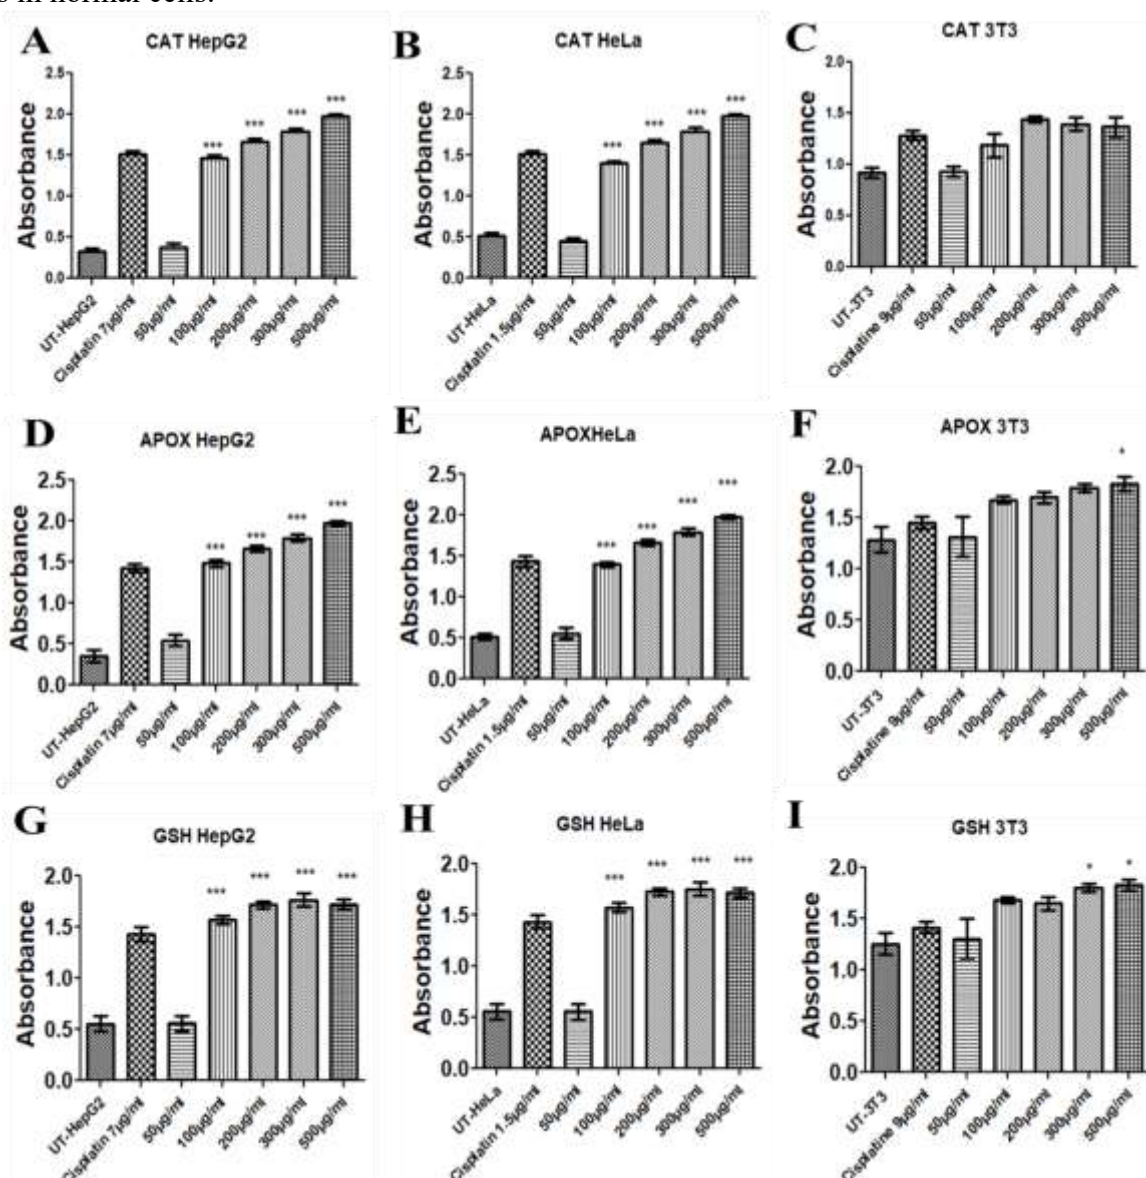 s in normal cells.
A
CAT HepG2
Absorbance
2.5
2.0
1.5
1.0
0.5
0.0
***
***
***
***
UT-HepG2
Cisplatin 7µg/ml
50µg/ml
100µg/ml
200µg/ml
300µg/ml
500µg/ml
B
CAT HeLa
Absorbance
2.5
2.0
1.5
1.0
0.5
0.0
***
***
***
***
UT-HeLa
Cisplatin 1.5µg/ml
50µg/ml
100µg/ml
200µg/ml
300µg/ml
500µg/ml
C
CAT 3T3
Absorbance
2.0
1.5
1.0
0.5
0.0
UT-3T3
Cisplatine 9µg/ml
50µg/ml
100µg/ml
200µg/ml
300µg/ml
500µg/ml
D
APOX HepG2
Absorbance
2.5
2.0
1.5
1.0
0.5
0.0
***
***
***
***
UT-HepG2
Cisplatin 7µg/ml
50µg/ml
100µg/ml
200µg/ml
300µg/ml
500µg/ml
E
APOXHeLa
Absorbance
2.5
2.0
1.5
1.0
0.5
0.0
***
***
***
***
UT-HeLa
Cisplatin 1.5µg/ml
50µg/ml
100µg/ml
200µg/ml
300µg/ml
500µg/ml
F
APOX 3T3
Absorbance
2.0
1.5
1.0
0.5
0.0
*
UT-3T3
Cisplatine 9µg/ml
50µg/ml
100µg/ml
200µg/ml
300µg/ml
500µg/ml
G
GSH HepG2
Absorbance
2.0
1.5
1.0
0.5
0.0
***
***
***
***
UT-HepG2
Cisplatin 7µg/ml
50µg/ml
100µg/ml
200µg/ml
300µg/ml
500µg/ml
H
GSH HeLa
Absorbance
2.0
1.5
1.0
0.5
0.0
***
***
***
***
UT-HeLa
Cisplatin 1.5µg/ml
50µg/ml
100µg/ml
200µg/ml
300µg/ml
500µg/ml
I
GSH 3T3
Absorbance
2.0
1.5
1.0
0.5
0.0
*
*
UT-3T3
Cisplatine 9µg/ml
50µg/ml
100µg/ml
200µg/ml
300µg/ml
500µg/ml